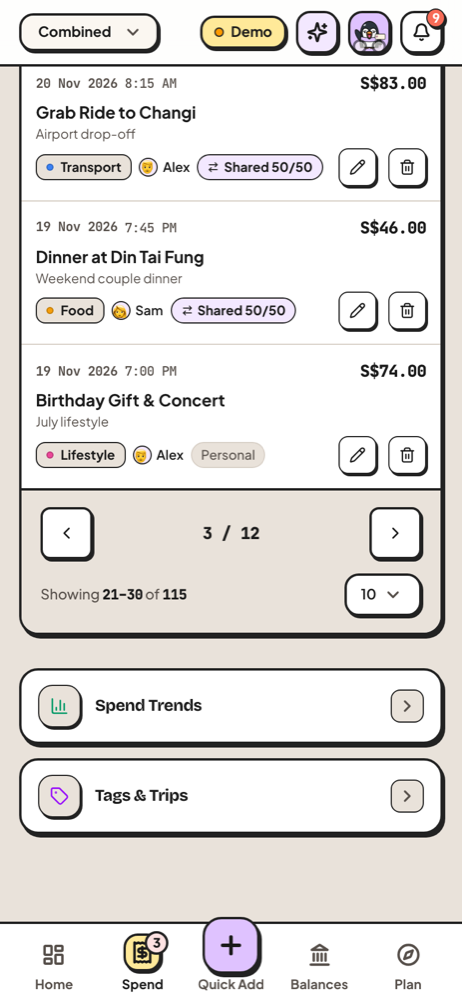 Combined
Demo
9
20 Nov 2026 8:15 AM
S$83.00
Grab Ride to Changi
Airport drop-off
Transport
Alex
Shared 50/50
19 Nov 2026 7:45 PM
S$46.00
Dinner at Din Tai Fung
Weekend couple dinner
Food
Sam
Shared 50/50
19 Nov 2026 7:00 PM
S$74.00
Birthday Gift & Concert
July lifestyle
Lifestyle
Alex
Personal
3 / 12
Showing 21–30 of 115
10
Spend Trends
Tags & Trips
3
Home
Spend
Quick Add
Balances
Plan